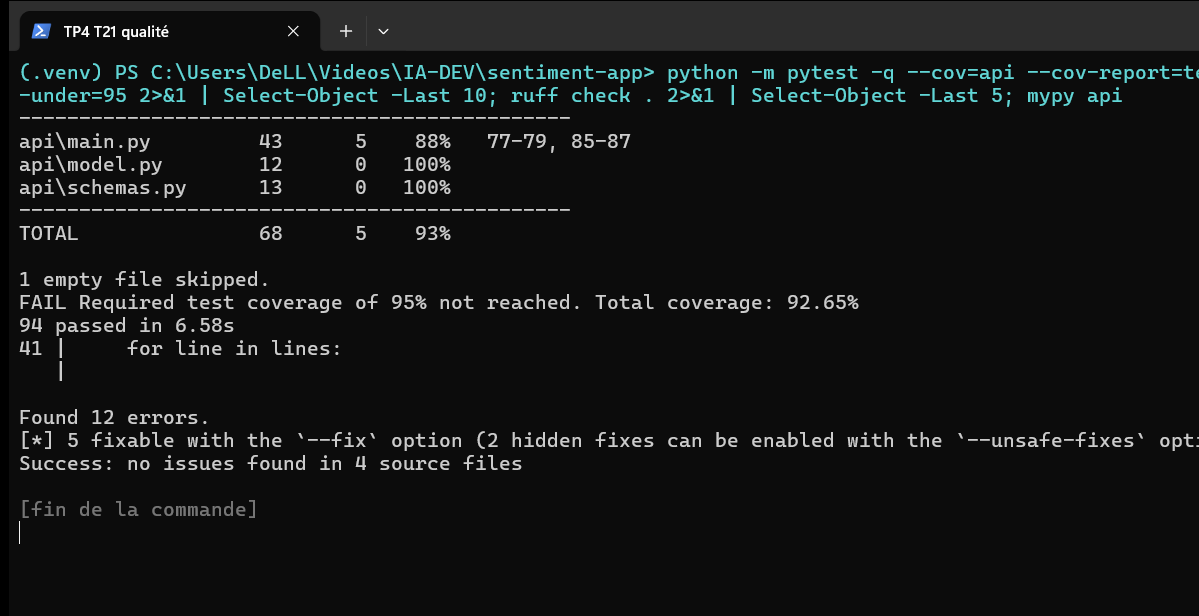 TP4 T21 qualité
(.venv) PS C:\Users\DeLL\Videos\IA-DEV\sentiment-app> python -m pytest -q --cov=api --cov-report=te
-under=95 2>&1 | Select-Object -Last 10; ruff check . 2>&1 | Select-Object -Last 5; mypy api
----------------------------------------------
api\main.py         43      5    88%   77-79, 85-87
api\model.py        12      0   100%
api\schemas.py      13      0   100%
----------------------------------------------
TOTAL               68      5    93%
1 empty file skipped.
FAIL Required test coverage of 95% not reached. Total coverage: 92.65%
94 passed in 6.58s
41 |     for line in lines:
   |
Found 12 errors.
[*] 5 fixable with the `--fix` option (2 hidden fixes can be enabled with the `--unsafe-fixes` opti
Success: no issues found in 4 source files
[fin de la commande]